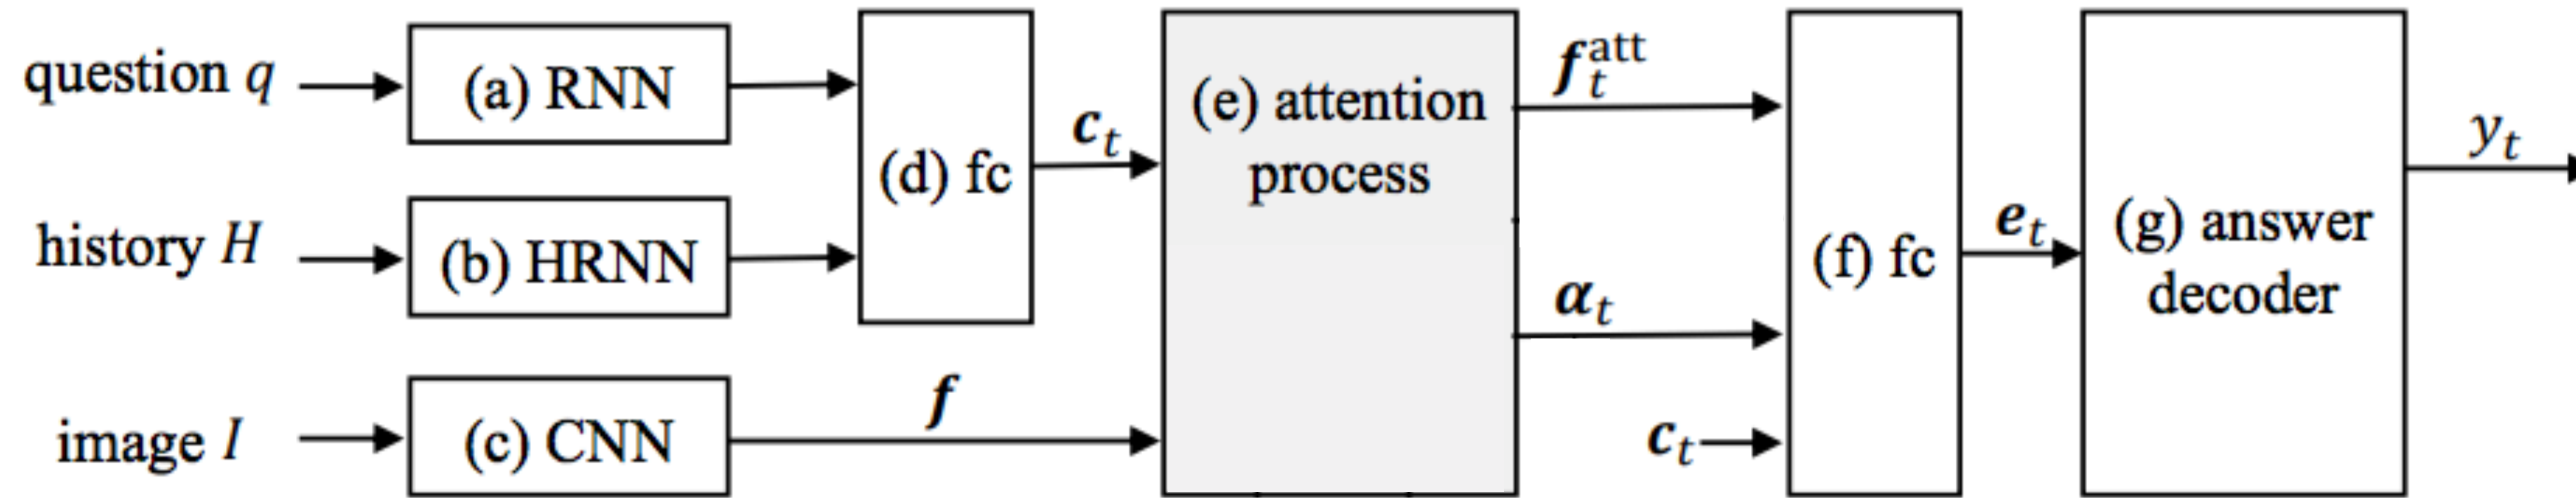 question q
(a) RNN
history H
(b) HRNN
image I
(c) CNN
f
(d) fc
c_t
(e) attention
process
f_t^att
α_t
c_t
(f) fc
e_t
(g) answer
decoder
y_t